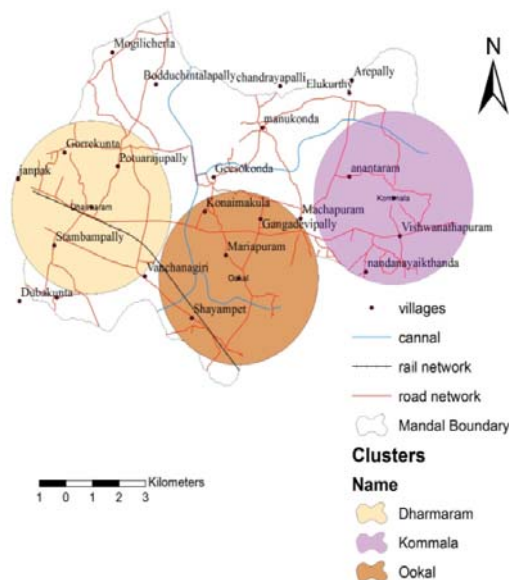 Mogilicherla
N
Bodduchintalapally
chandrayapalli
Arepally
Elukurthy
manukonda
Gorrekunta
Potuarajupally
janpak
Geesokonda
anantaram
Dharmaram
Kommala
Konaimakula
Machapuram
Gangadevipally
Vishwanathapuram
Stambampally
Mariapuram
Vanchanagiri
Ookal
nandanayaikthanda
Dubakunta
Shayampet
villages
cannal
rail network
road network
Mandal Boundary
Clusters
Name
Dharmaram
Kommala
Ookal
Kilometers
1 0 1 2 3